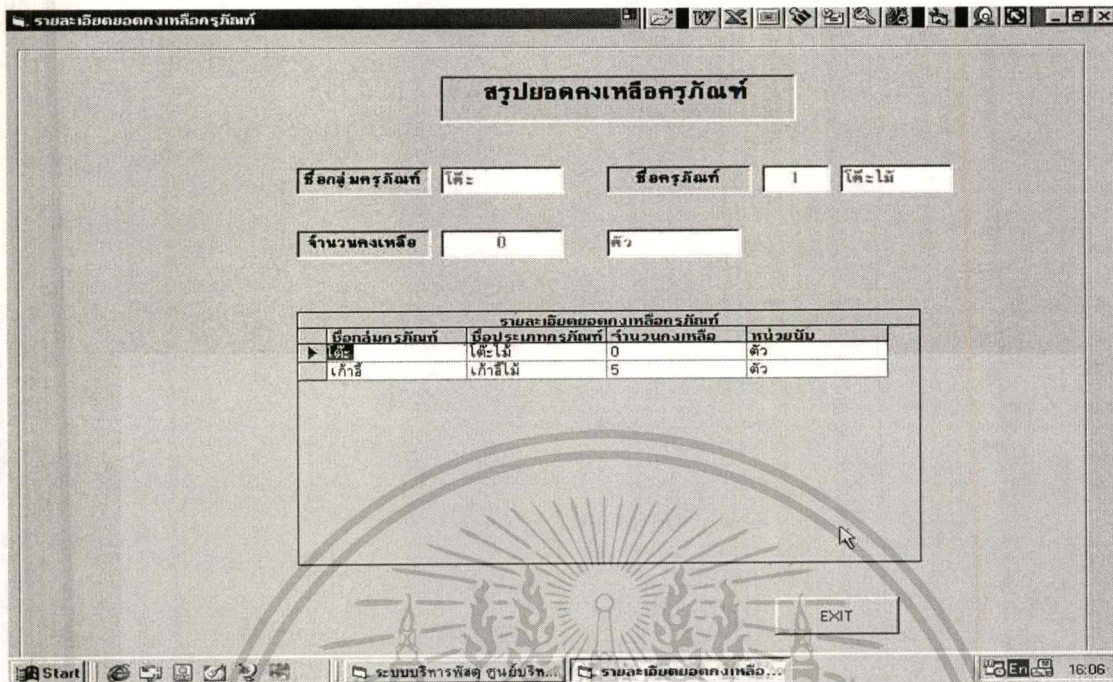 รายละเอียดยอดคงเหลือครุภัณฑ์
สรุปยอดคงเหลือครุภัณฑ์
ชื่อกลุ่มครุภัณฑ์ โต๊ะ ชื่อครุภัณฑ์ 1 โต๊ะไม้
จำนวนคงเหลือ 0 ตัว
รายละเอียดยอดคงเหลือครุภัณฑ์
ชื่อกลุ่มครุภัณฑ์ ชื่อประเภทครุภัณฑ์ จำนวนคงเหลือ หน่วยนับ
โต๊ะ โต๊ะไม้ 0 ตัว
เก้าอี้ เก้าอี้ไม้ 5 ตัว
EXIT
Start ระบบบริหารพัสดุ ศูนย์บริห... รายละเอียดยอดคงเหลือ... En 16:06